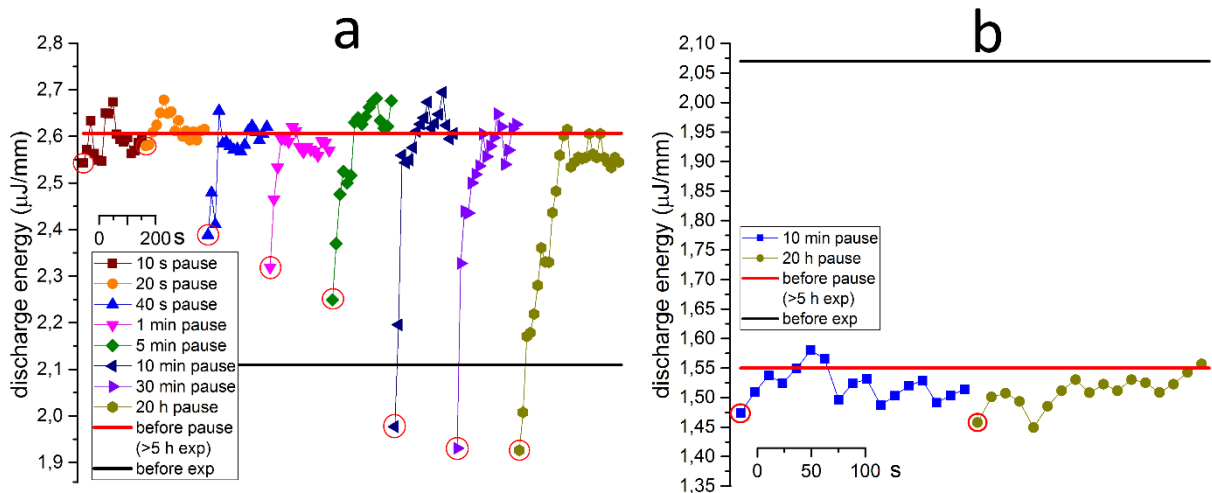 a
discharge energy (μJ/mm)
2,8
2,7
2,6
2,5
2,4
2,3
2,2
2,1
2,0
1,9
0 200 s
10 s pause
20 s pause
40 s pause
1 min pause
5 min pause
10 min pause
30 min pause
20 h pause
before pause
(>5 h exp)
before exp
b
discharge energy (μJ/mm)
2,10
2,05
2,00
1,95
1,90
1,85
1,80
1,75
1,70
1,65
1,60
1,55
1,50
1,45
1,40
1,35
1,30
10 min pause
20 h pause
before pause
(>5 h exp)
before exp
0 50 100 s